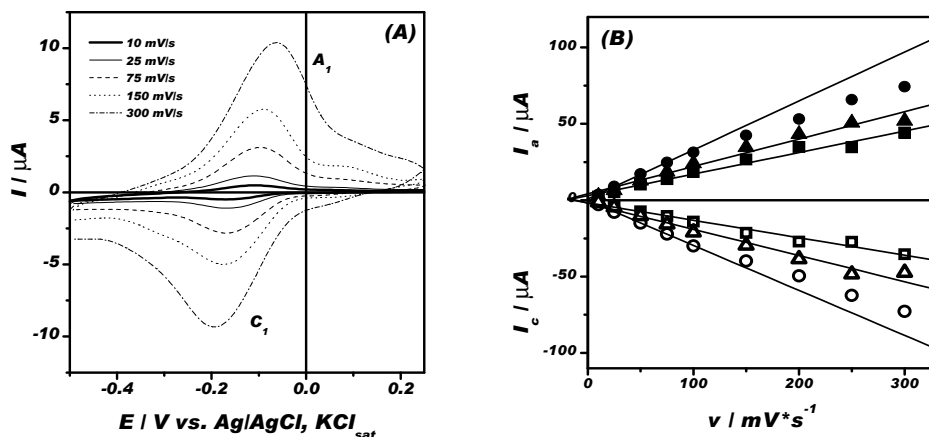 (A)
10 mV/s
25 mV/s
75 mV/s
150 mV/s
300 mV/s
A1
C1
10
5
0
-5
-10
I / μA
-0.4
-0.2
0.0
0.2
E / V vs. Ag/AgCl, KClsat
(B)
100
50
0
-50
-100
Ia / μA
Ic / μA
0
100
200
300
v / mV*s-1